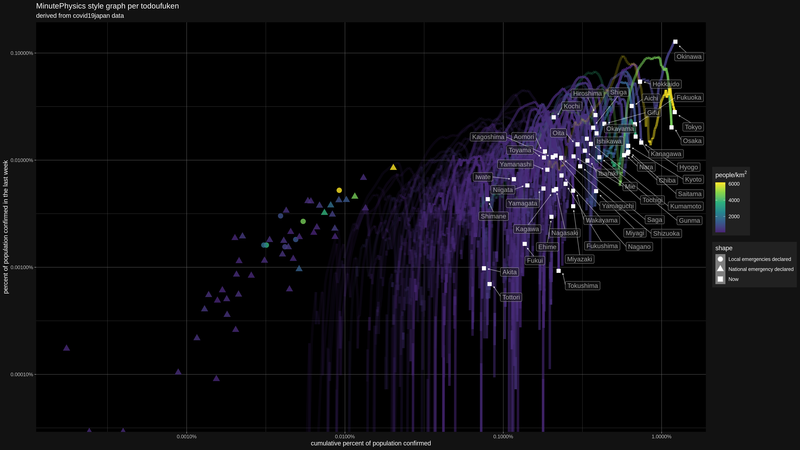 MinutePhysics style graph per todoufuken
derived from covid19japan data
percent of population confirmed in the last week
0.10000%
0.01000%
0.00100%
0.00010%
Okinawa
Hokkaido
Hiroshima
Shiga
Aichi
Fukuoka
Kochi
Gifu
Tokyo
Okayama
Kagoshima
Aomori
Oita
Ishikawa
Osaka
Toyama
Kanagawa
Yamanashi
Nara
Hyogo
Iwate
Ibaraki
Chiba
Kyoto
Niigata
Mie
Saitama
Yamagata
Yamaguchi
Tochigi
Kumamoto
Shimane
Wakayama
Saga
Gunma
Kagawa
Nagasaki
Miyagi
Shizuoka
Ehime
Fukushima
Nagano
Fukui
Miyazaki
Akita
Tokushima
Tottori
people/km²
6000
4000
2000
shape
Local emergencies declared
National emergency declared
Now
0.0010%
0.0100%
0.1000%
1.0000%
cumulative percent of population confirmed